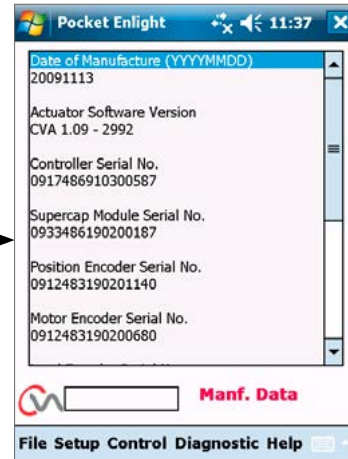 Pocket Enlight 11:37
Date of Manufacture (YYYYMMDD)
20091113
Actuator Software Version
CVA 1.09 - 2992
Controller Serial No.
0917486910300587
Supercap Module Serial No.
0933486190200187
Position Encoder Serial No.
0912483190201140
Motor Encoder Serial No.
0912483190200680
Manf. Data
File Setup Control Diagnostic Help